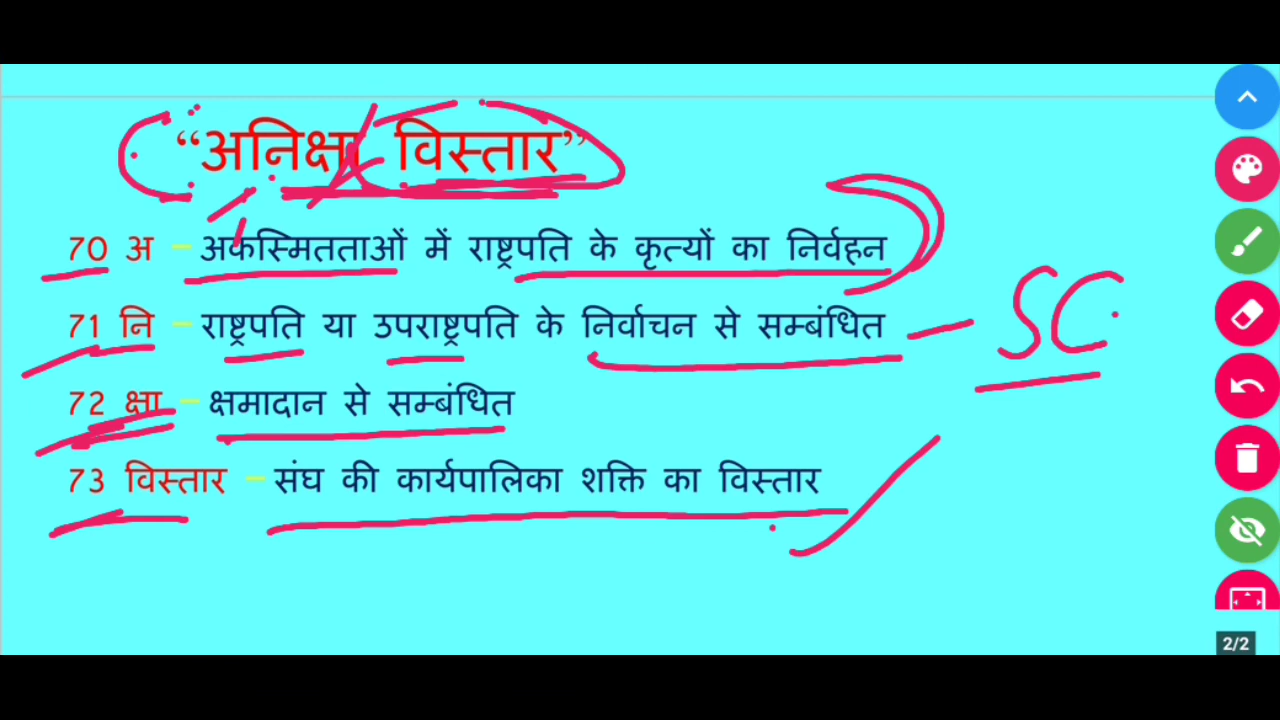 “अनिक्षा विस्तार”
70 अ – अकस्मितताओं में राष्ट्रपति के कृत्यों का निर्वहन
71 नि – राष्ट्रपति या उपराष्ट्रपति के निर्वाचन से सम्बंधित – SC
72 क्षा – क्षमादान से सम्बंधित
73 विस्तार – संघ की कार्यपालिका शक्ति का विस्तार
2/2